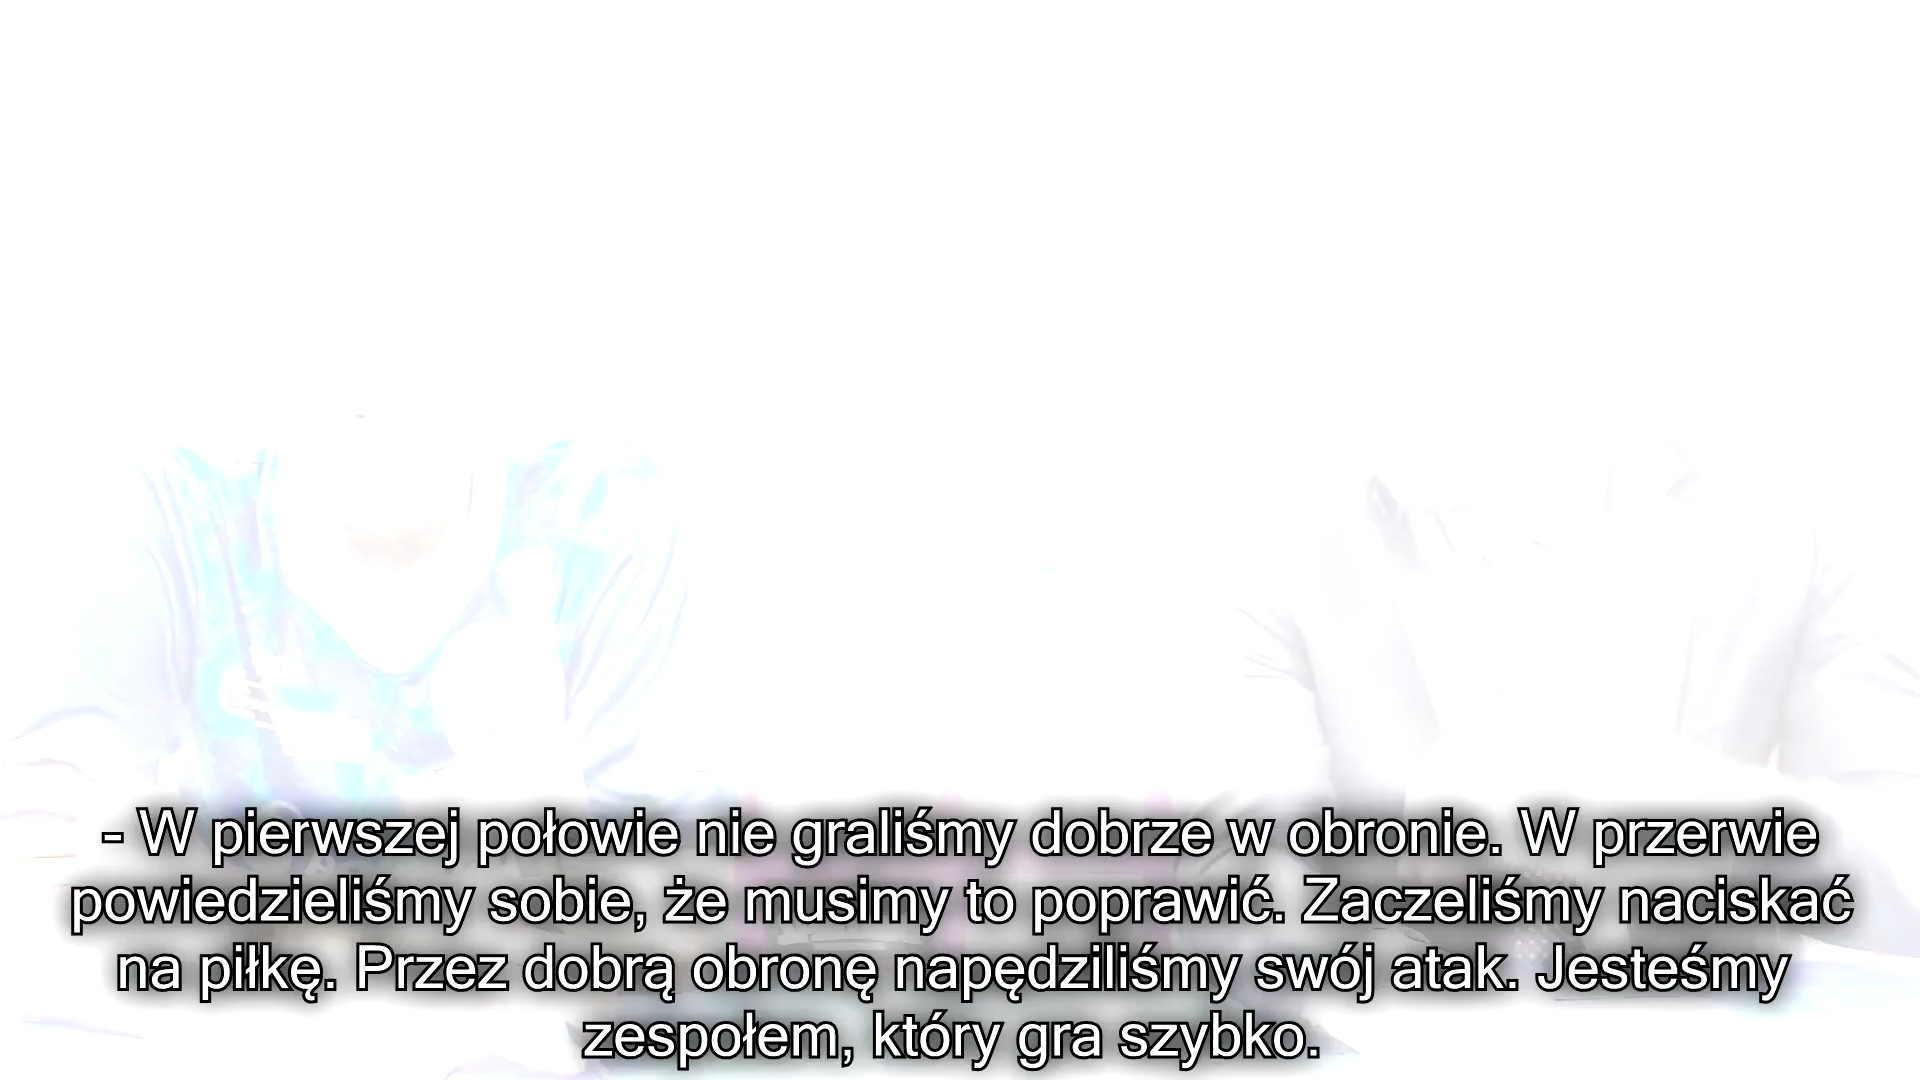 - W pierwszej połowie nie graliśmy dobrze w obronie. W przerwie
powiedzieliśmy sobie, że musimy to poprawić. Zaczeliśmy naciskać
na piłkę. Przez dobrą obronę napędziliśmy swój atak. Jesteśmy
zespołem, który gra szybko.